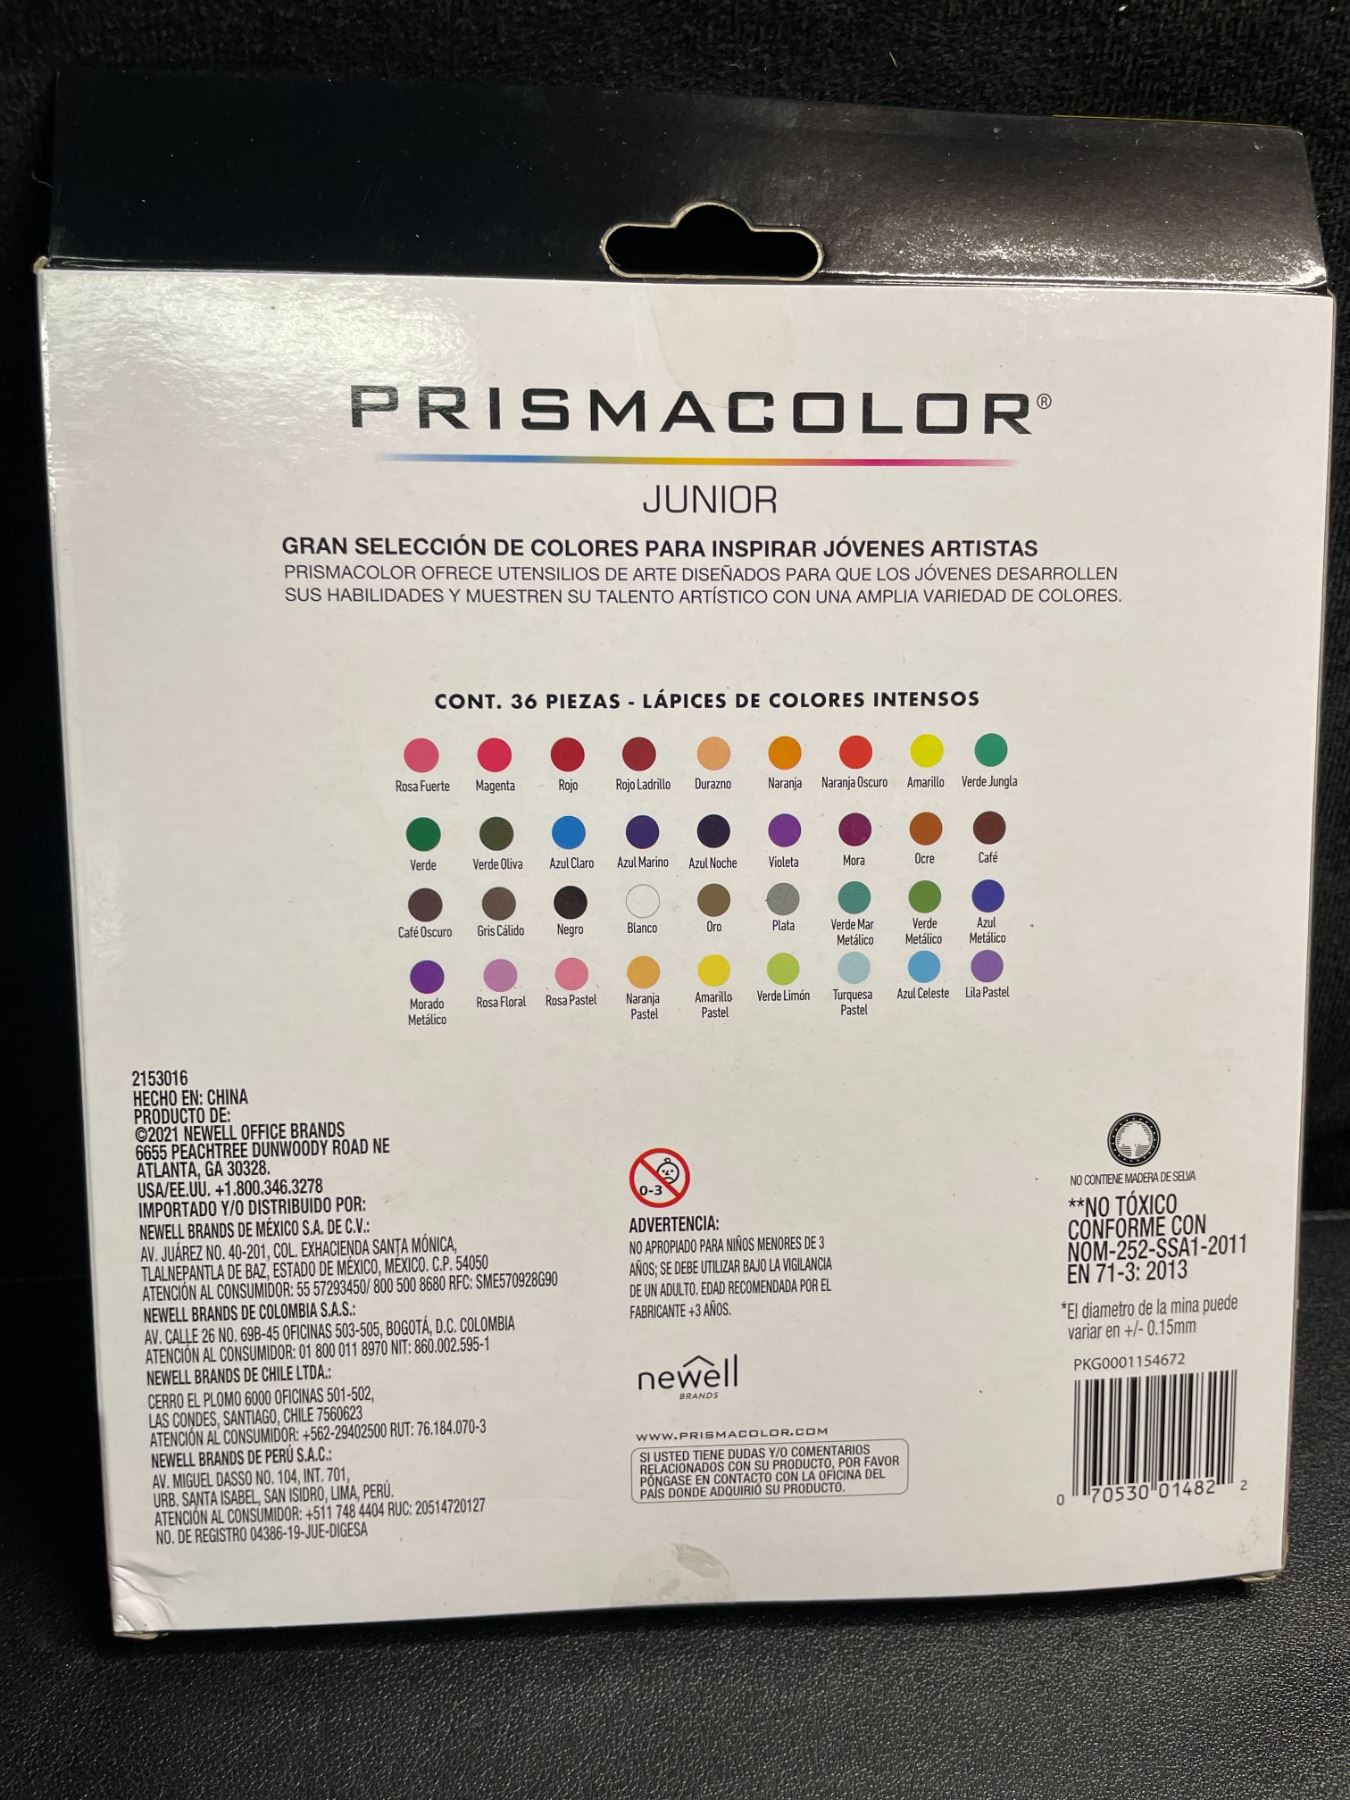 PRISMACOLOR®
JUNIOR
GRAN SELECCIÓN DE COLORES PARA INSPIRAR JÓVENES ARTISTAS
PRISMACOLOR OFRECE UTENSILIOS DE ARTE DISEÑADOS PARA QUE LOS JÓVENES DESARROLLEN
SUS HABILIDADES Y MUESTREN SU TALENTO ARTÍSTICO CON UNA AMPLIA VARIEDAD DE COLORES.
CONT. 36 PIEZAS - LÁPICES DE COLORES INTENSOS
Rosa Fuerte Magenta Rojo Rojo Ladrillo Durazno Naranja Naranja Oscuro Amarillo Verde Jungla
Verde Verde Oliva Azul Claro Azul Marino Azul Noche Violeta Mora Ocre Café
Café Oscuro Gris Cálido Negro Blanco Oro Plata Verde Mar Verde Azul
Metálico Metálico Metálico
Morado Rosa Floral Rosa Pastel Naranja Amarillo Verde Limón Turquesa Azul Celeste Lila Pastel
Metálico Pastel Pastel Pastel
2153016
HECHO EN: CHINA
PRODUCTO DE:
©2021 NEWELL OFFICE BRANDS
6655 PEACHTREE DUNWOODY ROAD NE
ATLANTA, GA 30328.
USA/EE.UU. +1.800.346.3278
IMPORTADO Y/O DISTRIBUIDO POR:
NEWELL BRANDS DE MÉXICO S.A. DE C.V.:
AV. JUÁREZ NO. 40-201, COL. EXHACIENDA SANTA MÓNICA,
TLALNEPANTLA DE BAZ, ESTADO DE MÉXICO, MÉXICO. C.P. 54050
ATENCIÓN AL CONSUMIDOR: 55 57293450/ 800 500 8680 RFC: SME570928G90
NEWELL BRANDS DE COLOMBIA S.A.S.:
AV. CALLE 26 NO. 69B-45 OFICINAS 503-505, BOGOTÁ, D.C. COLOMBIA
ATENCIÓN AL CONSUMIDOR: 01 800 011 8970 NIT: 860.002.595-1
NEWELL BRANDS DE CHILE LTDA.:
CERRO EL PLOMO 6000 OFICINAS 501-502,
LAS CONDES, SANTIAGO, CHILE 7560623
ATENCIÓN AL CONSUMIDOR: +562-29402500 RUT: 76.184.070-3
NEWELL BRANDS DE PERÚ S.A.C.:
AV. MIGUEL DASSO NO. 104, INT. 701,
URB. SANTA ISABEL, SAN ISIDRO, LIMA, PERÚ.
ATENCIÓN AL CONSUMIDOR: +511 748 4404 RUC: 20514720127
NO. DE REGISTRO 04386-19-JUE-DIGESA
0-3
ADVERTENCIA:
NO APROPIADO PARA NIÑOS MENORES DE 3
AÑOS; SE DEBE UTILIZAR BAJO LA VIGILANCIA
DE UN ADULTO. EDAD RECOMENDADA POR EL
FABRICANTE +3 AÑOS.
newell
BRANDS
WWW.PRISMACOLOR.COM
SI USTED TIENE DUDAS Y/O COMENTARIOS
RELACIONADOS CON SU PRODUCTO, POR FAVOR
PÓNGASE EN CONTACTO CON LA OFICINA DEL
PAÍS DONDE ADQUIRIÓ SU PRODUCTO.
NO CONTIENE MADERA DE SELVA
**NO TÓXICO
CONFORME CON
NOM-252-SSA1-2011
EN 71-3: 2013
*El diametro de la mina puede
variar en +/- 0.15mm
PKG0001154672
0 70530 01482 2